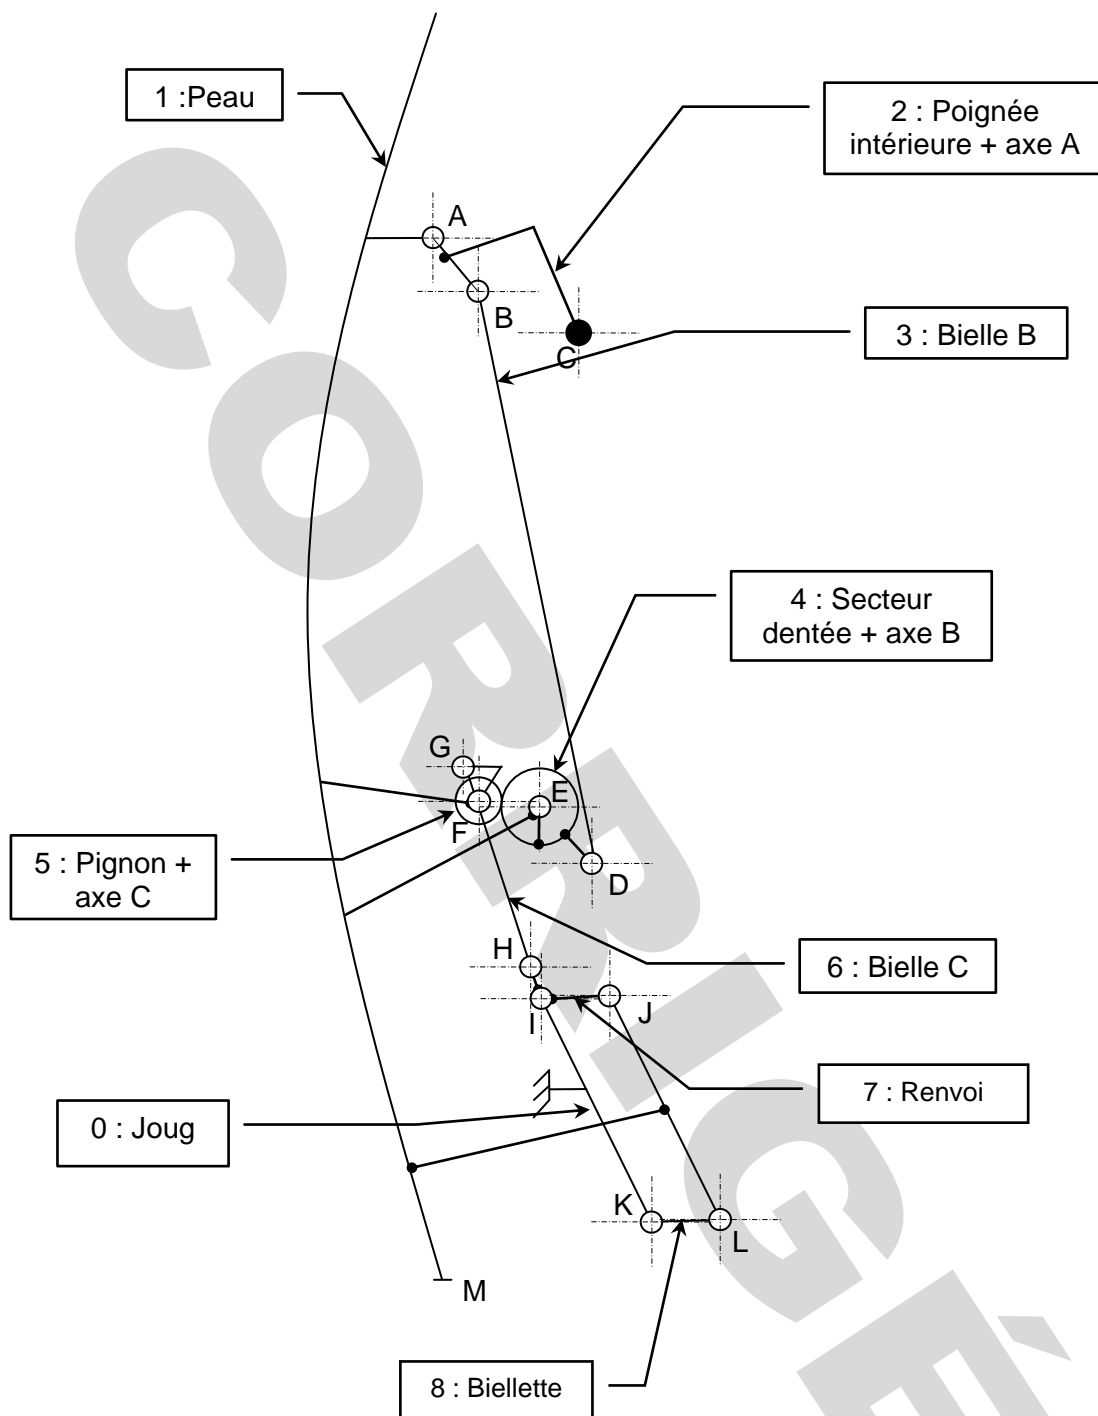 1 :Peau
2 : Poignée
intérieure + axe A
A
B
C
3 : Bielle B
4 : Secteur
dentée + axe B
G
E
F
D
5 : Pignon +
axe C
H
6 : Bielle C
I
J
7 : Renvoi
0 : Joug
K
L
M
8 : Biellette
CORRIGÉ